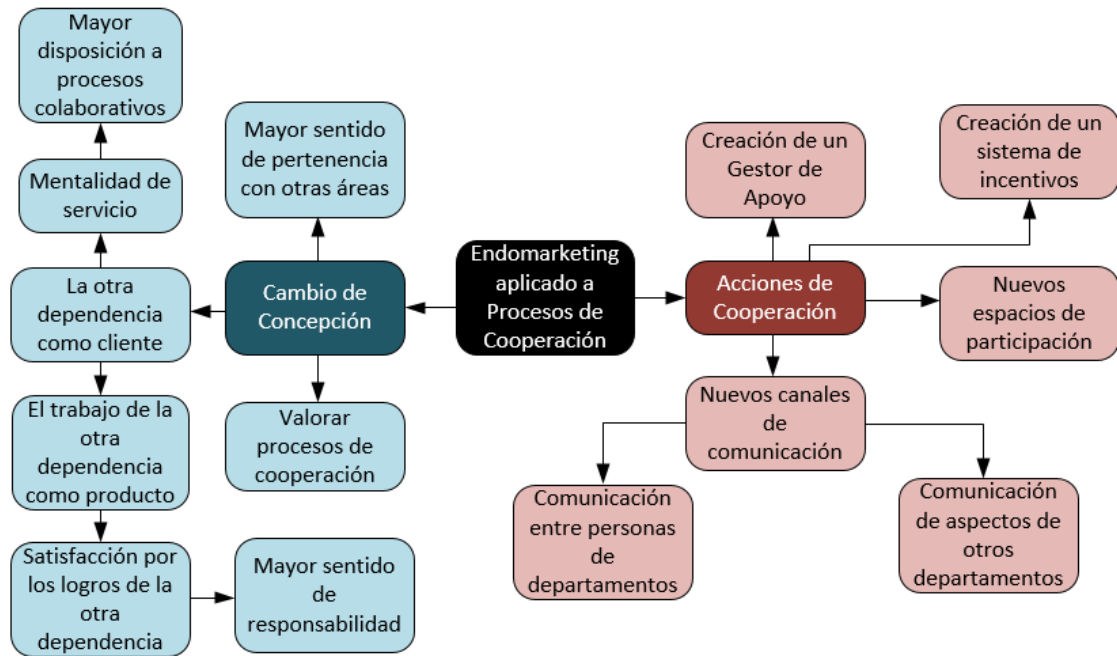 Mayor
disposición a
procesos
colaborativos
Mayor sentido
de pertenencia
con otras áreas
Creación de un
Gestor de
Apoyo
Creación de un
sistema de
incentivos
Mentalidad de
servicio
La otra
dependencia
como cliente
Cambio de
Concepción
Endomarketing
aplicado a
Procesos de
Cooperación
Acciones de
Cooperación
Nuevos
espacios de
participación
El trabajo de la
otra
dependencia
como producto
Valorar
procesos de
cooperación
Nuevos canales
de
comunicación
Satisfacción por
los logros de la
otra
dependencia
Mayor sentido
de
responsabilidad
Comunicación
entre personas
de
departamentos
Comunicación
de aspectos de
otros
departamentos